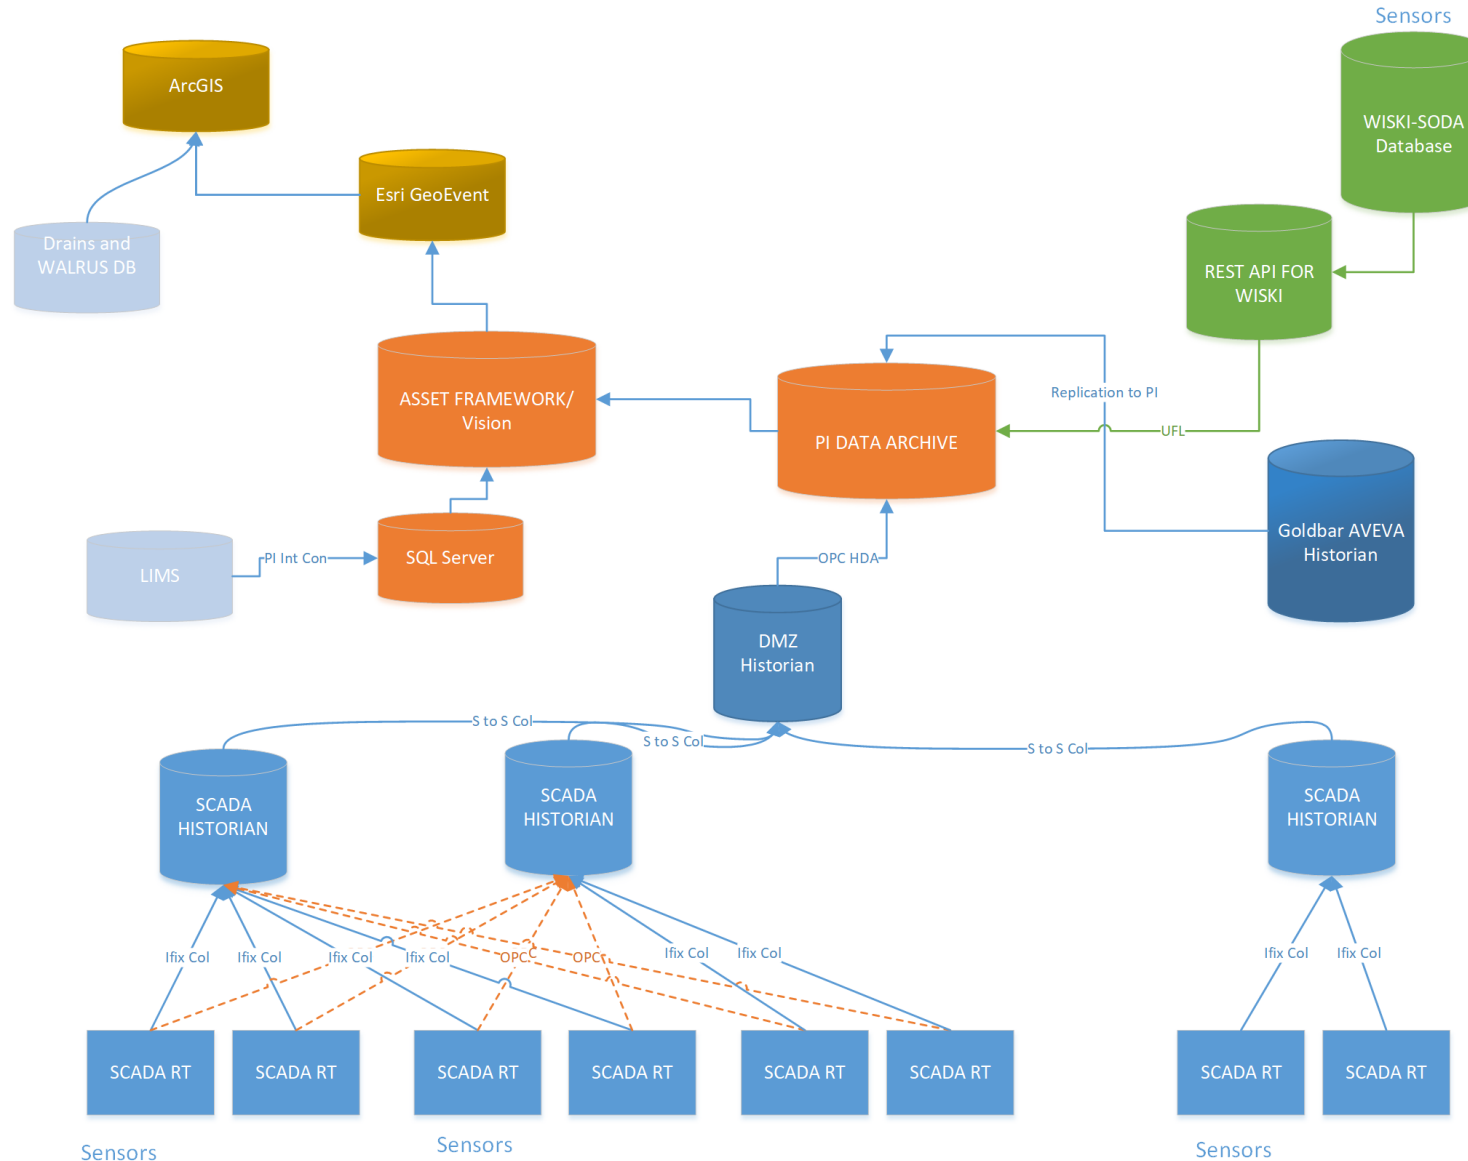 Sensors
ArcGIS
WISKI-SODA
Database
Esri GeoEvent
Drains and
WALRUS DB
REST API FOR
WISKI
ASSET FRAMEWORK/
Vision
Replication to PI
PI DATA ARCHIVE
UFL
Goldbar AVEVA
Historian
LIMS
PI Int Con
SQL Server
OPC HDA
DMZ
Historian
S to S Col
S to S Col
S to S Col
SCADA
HISTORIAN
SCADA
HISTORIAN
SCADA
HISTORIAN
Ifix Col
Ifix Col
Ifix Col
Ifix Col
OPC
OPC
Ifix Col
Ifix Col
Ifix Col
Ifix Col
SCADA RT
SCADA RT
SCADA RT
SCADA RT
SCADA RT
SCADA RT
SCADA RT
SCADA RT
Sensors
Sensors
Sensors